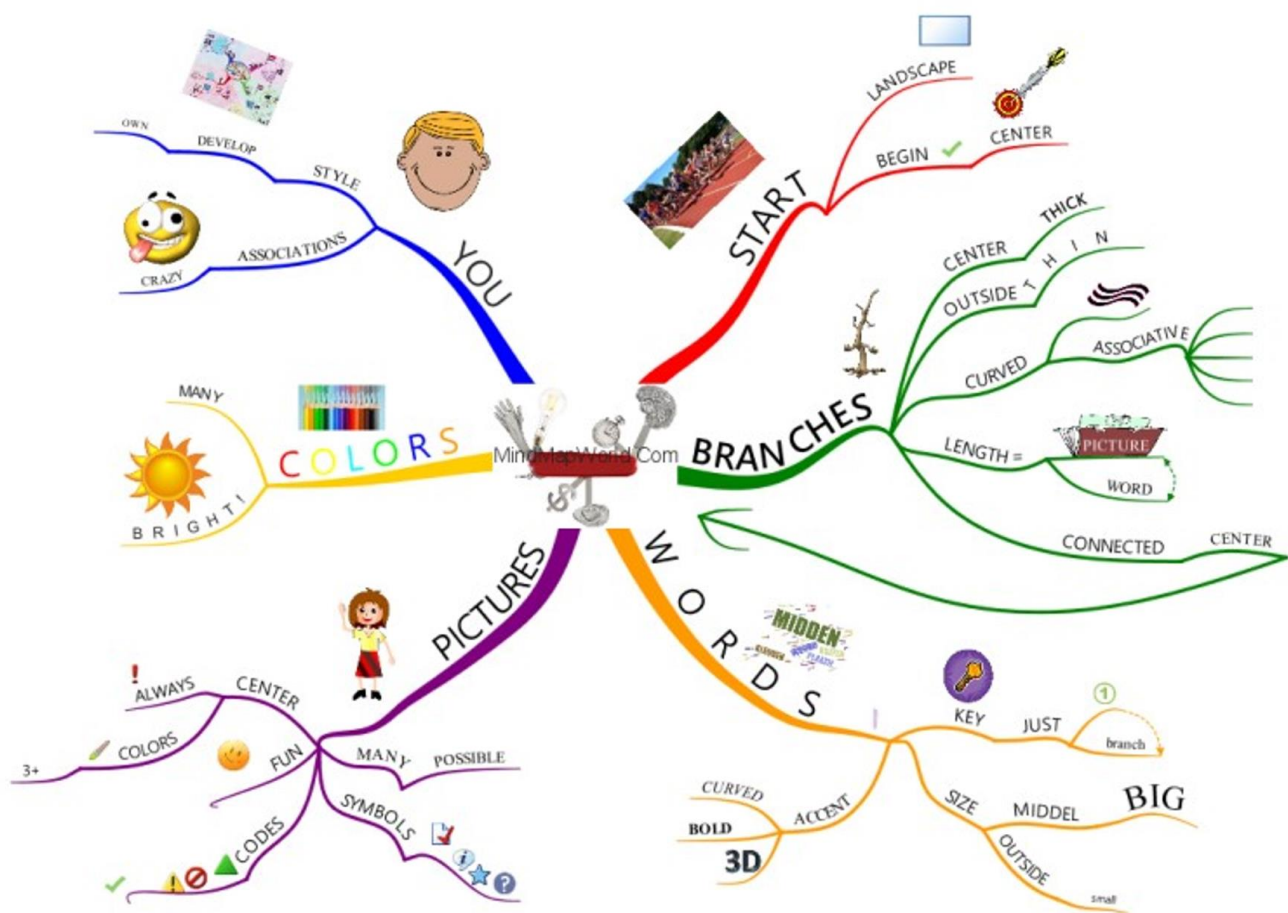 MindMapWorld.Com
START
LANDSCAPE
BEGIN
CENTER
BRANCHES
CENTER
THICK
OUTSIDE
THIN
CURVED
ASSOCIATIVE
LENGTH =
PICTURE
WORD
CONNECTED
CENTER
WORDS
MIDDEN
KEY
JUST
1
branch
SIZE
MIDDEL
BIG
OUTSIDE
small
ACCENT
CURVED
BOLD
3D
PICTURES
CENTER
ALWAYS
!
COLORS
3+
FUN
MANY
POSSIBLE
SYMBOLS
i
?
CODES
!
COLORS
MANY
BRIGHT!
YOU
STYLE
DEVELOP
OWN
ASSOCIATIONS
CRAZY